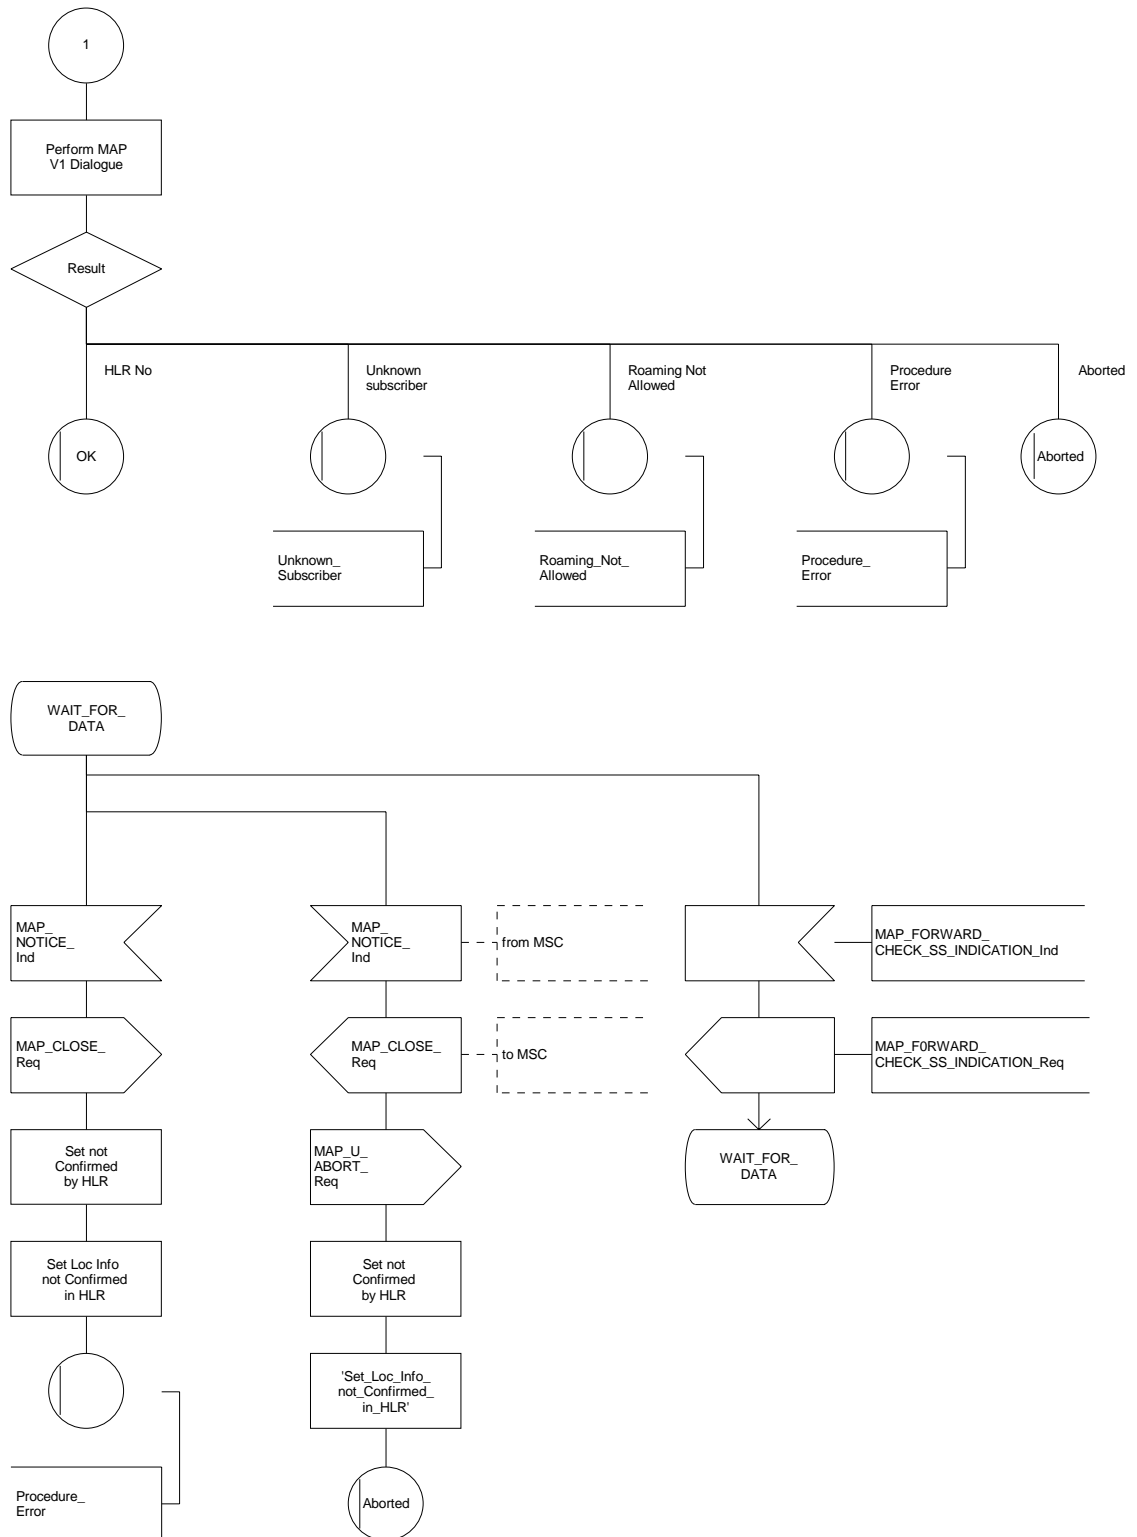 1
Perform MAP
V1 Dialogue
Result
HLR No
Unknown
subscriber
Roaming Not
Allowed
Procedure
Error
Aborted
OK
Aborted
Unknown_
Subscriber
Roaming_Not_
Allowed
Procedure_
Error
WAIT_FOR_
DATA
MAP_
NOTICE_
Ind
MAP_
NOTICE_
Ind
from MSC
MAP_FORWARD_
CHECK_SS_INDICATION_Ind
MAP_CLOSE_
Req
MAP_CLOSE_
Req
to MSC
MAP_F0RWARD_
CHECK_SS_INDICATION_Req
Set not
Confirmed
by HLR
MAP_U_
ABORT_
Req
WAIT_FOR_
DATA
Set Loc Info
not Confirmed
in HLR
Set not
Confirmed
by HLR
'Set_Loc_Info_
not_Confirmed_
in_HLR'
Procedure_
Error
Aborted